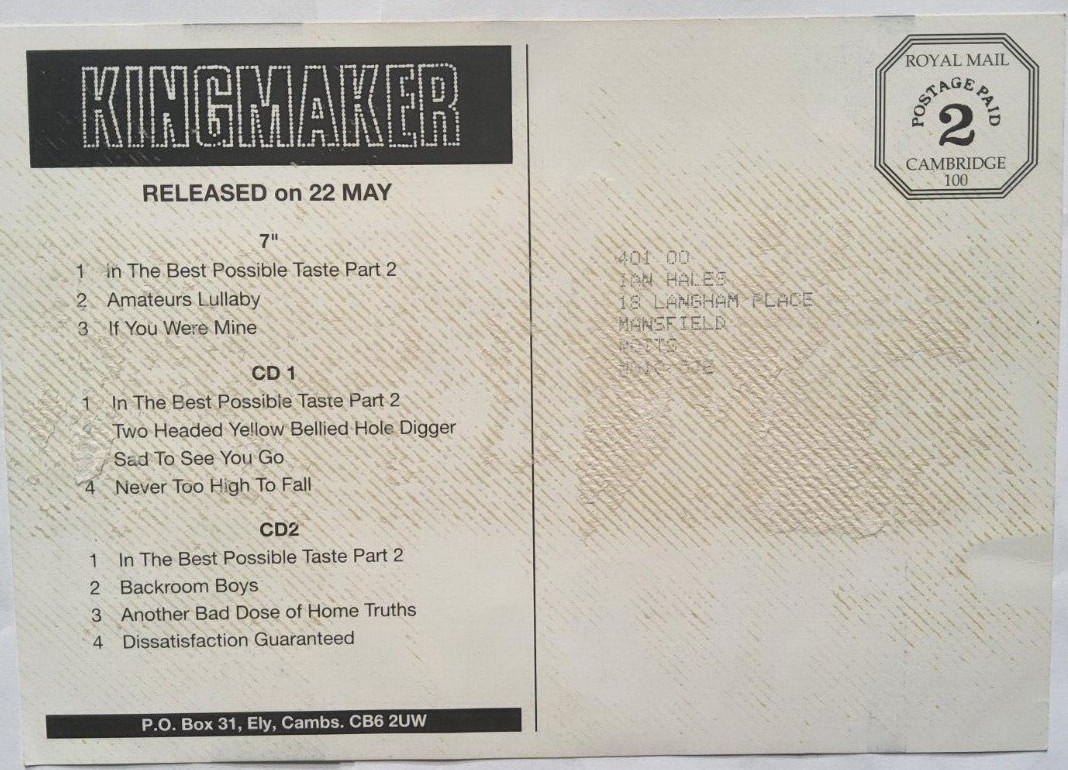 KINGMAKER
RELEASED on 22 MAY
7"
1 In The Best Possible Taste Part 2
2 Amateurs Lullaby
3 If You Were Mine
CD 1
1 In The Best Possible Taste Part 2
Two Headed Yellow Bellied Hole Digger
Sad To See You Go
4 Never Too High To Fall
CD2
1 In The Best Possible Taste Part 2
2 Backroom Boys
3 Another Bad Dose of Home Truths
4 Dissatisfaction Guaranteed
P.O. Box 31, Ely, Cambs. CB6 2UW
ROYAL MAIL
POSTAGE PAID
2
CAMBRIDGE
100
401 00
IAN HALES
18 LANGHAM PLACE
MANSFIELD
NOTTS